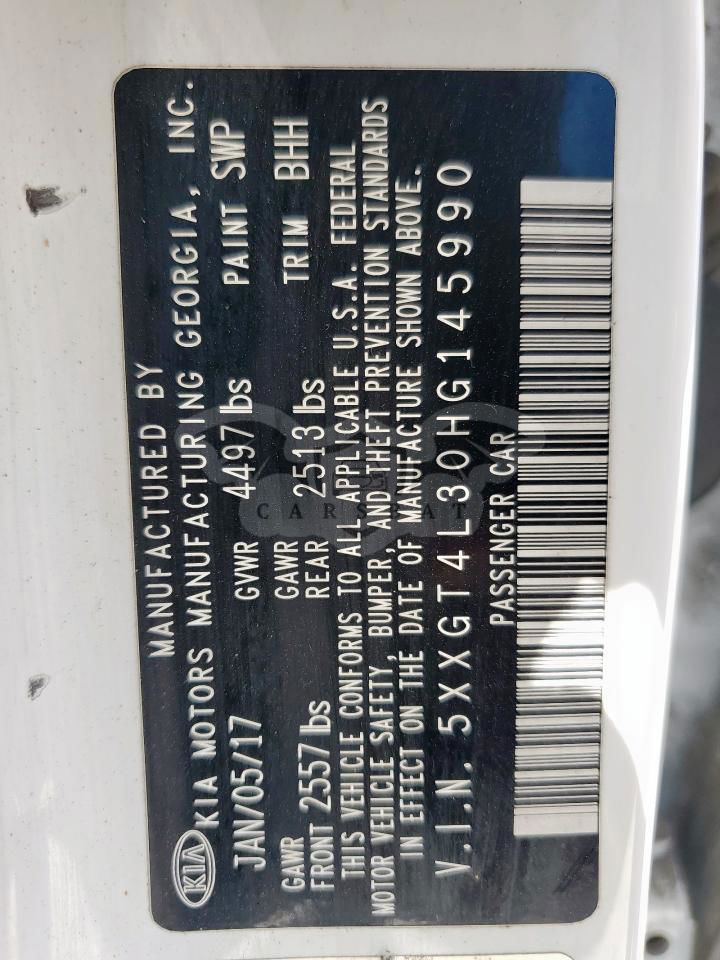 MANUFACTURED BY
KIA KIA MOTORS MANUFACTURING GEORGIA, INC.
JAN/05/17 GVWR 4497 lbs PAINT SWP
GAWR FRONT 2557 lbs GAWR REAR 2513 lbs TRIM BHH
THIS VEHICLE CONFORMS TO ALL APPLICABLE U.S.A. FEDERAL
MOTOR VEHICLE SAFETY, BUMPER, AND THEFT PREVENTION STANDARDS
IN EFFECT ON THE DATE OF MANUFACTURE SHOWN ABOVE.
V.I.N. 5XXGT4L30HG145990
PASSENGER CAR